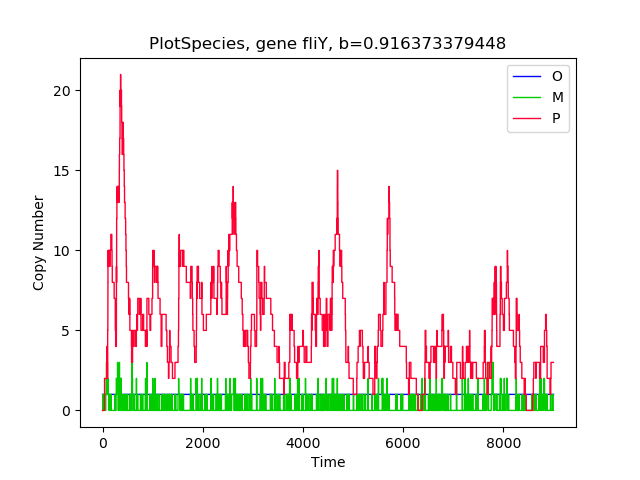 PlotSpecies, gene fliY, b=0.916373379448
O
M
P
20
15
10
5
0
Copy Number
0 2000 4000 6000 8000
Time